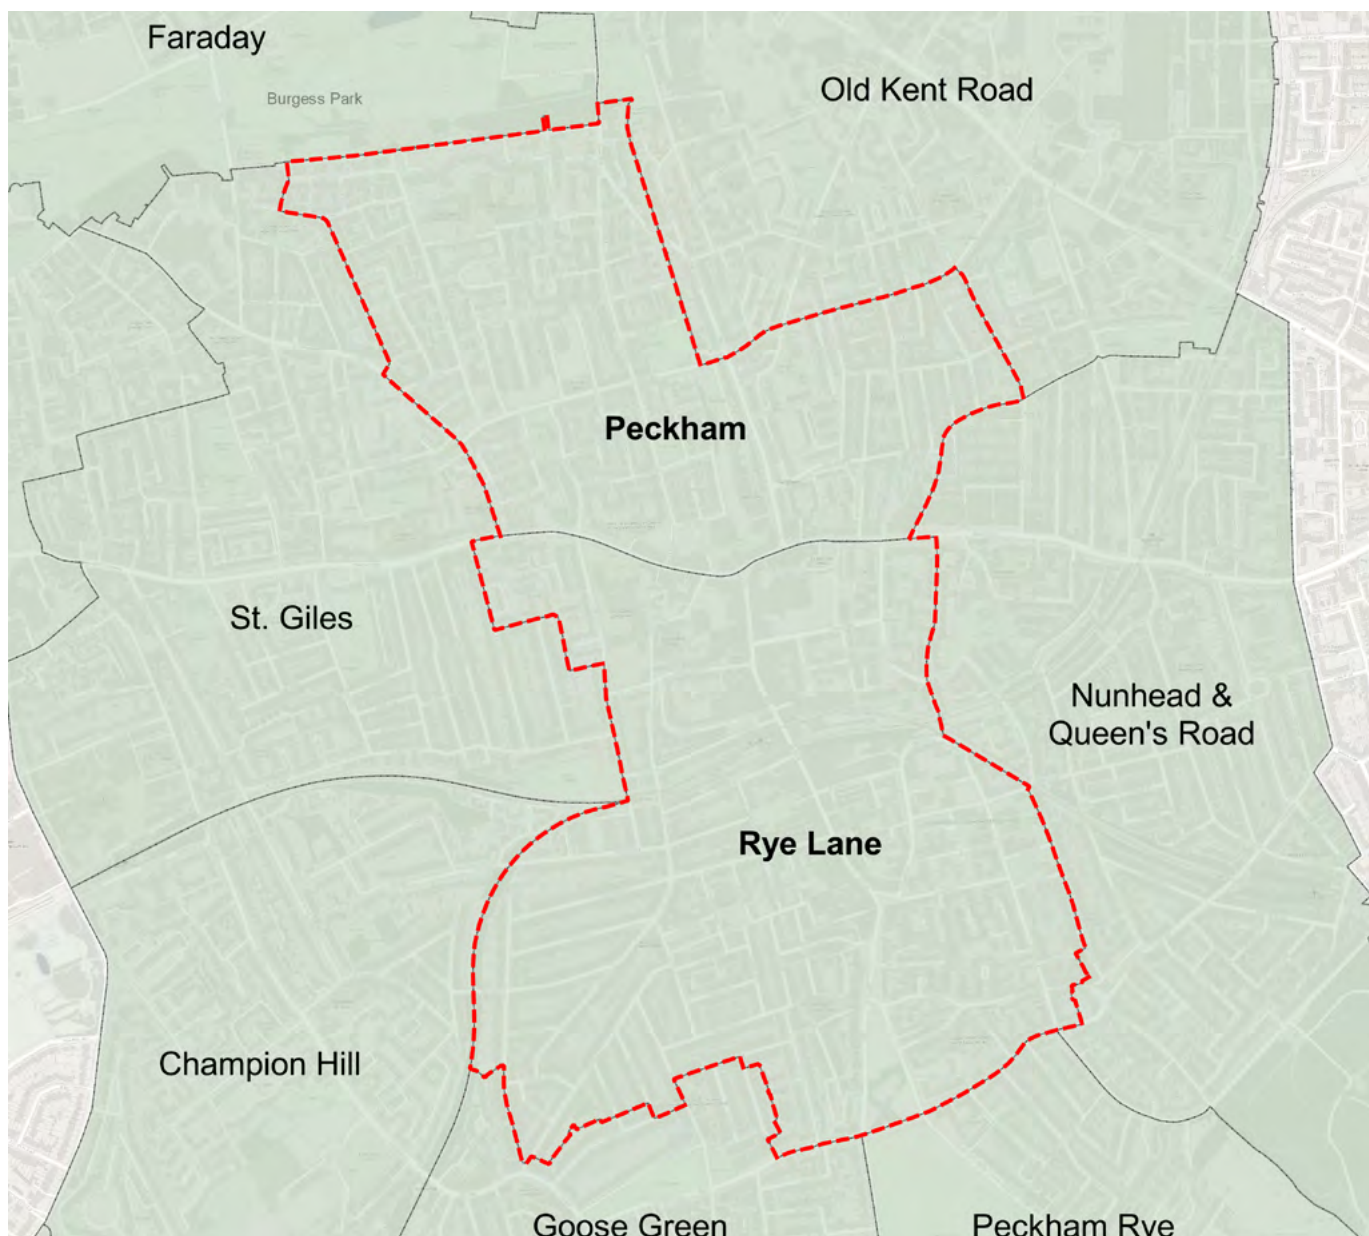 Faraday
Old Kent Road
Burgess Park
Peckham
St. Giles
Nunhead &
Queen's Road
Rye Lane
Champion Hill
Goose Green
Peckham Rye